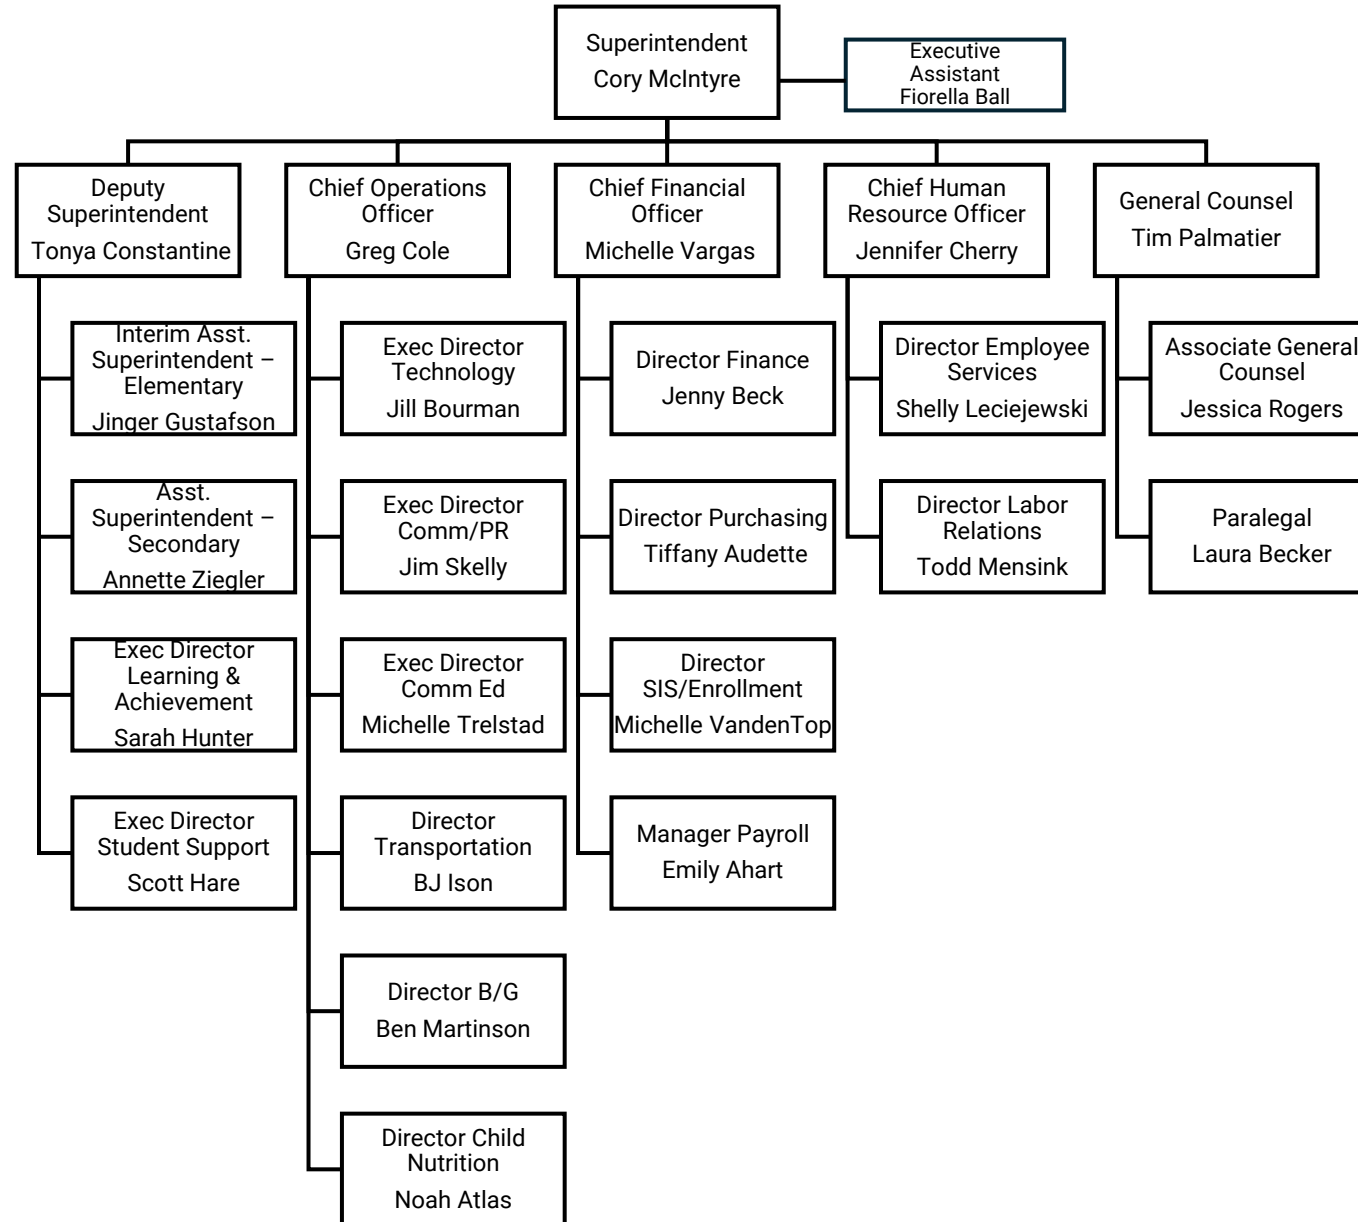 Superintendent
Cory McIntyre
Executive
Assistant
Fiorella Ball
Deputy
Superintendent
Tonya Constantine
Chief Operations
Officer
Greg Cole
Chief Financial
Officer
Michelle Vargas
Chief Human
Resource Officer
Jennifer Cherry
General Counsel
Tim Palmatier
Interim Asst.
Superintendent –
Elementary
Jinger Gustafson
Exec Director
Technology
Jill Bourman
Director Finance
Jenny Beck
Director Employee
Services
Shelly Leciejewski
Associate General
Counsel
Jessica Rogers
Asst.
Superintendent –
Secondary
Annette Ziegler
Exec Director
Comm/PR
Jim Skelly
Director Purchasing
Tiffany Audette
Director Labor
Relations
Todd Mensink
Paralegal
Laura Becker
Exec Director
Learning &
Achievement
Sarah Hunter
Exec Director
Comm Ed
Michelle Trelstad
Director
SIS/Enrollment
Michelle VandenTop
Exec Director
Student Support
Scott Hare
Director
Transportation
BJ Ison
Manager Payroll
Emily Ahart
Director B/G
Ben Martinson
Director Child
Nutrition
Noah Atlas